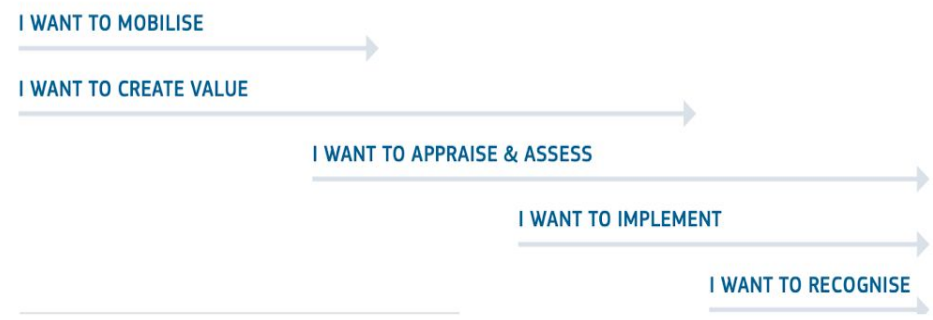 I WANT TO MOBILISE
I WANT TO CREATE VALUE
I WANT TO APPRAISE & ASSESS
I WANT TO IMPLEMENT
I WANT TO RECOGNISE